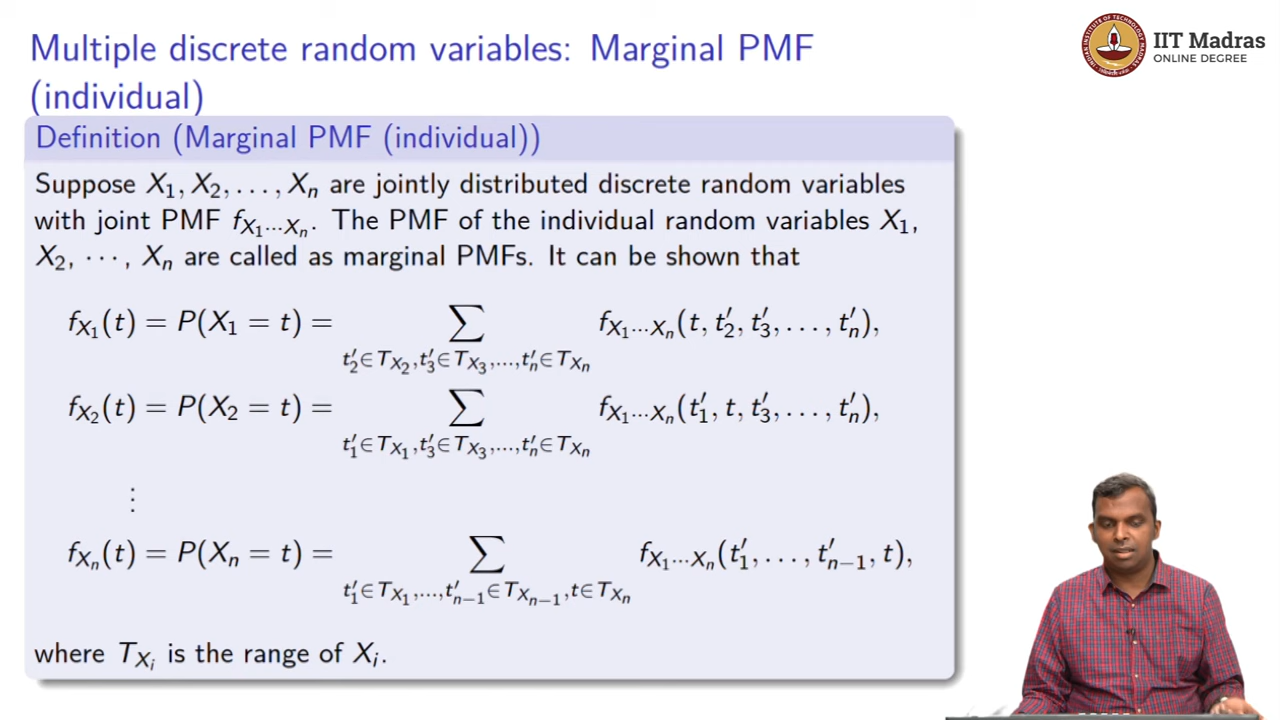 Multiple discrete random variables: Marginal PMF
(individual)
IIT Madras
ONLINE DEGREE
Definition (Marginal PMF (individual))
Suppose X₁, X₂, . . . , Xₙ are jointly distributed discrete random variables
with joint PMF f_{X₁⋯Xₙ}. The PMF of the individual random variables X₁,
X₂, ⋯, Xₙ are called as marginal PMFs. It can be shown that
f_{X₁}(t) = P(X₁ = t) = ∑_{t′₂∈T_{X₂},t′₃∈T_{X₃},...,t′ₙ∈T_{Xₙ}} f_{X₁⋯Xₙ}(t, t′₂, t′₃, . . . , t′ₙ),
f_{X₂}(t) = P(X₂ = t) = ∑_{t′₁∈T_{X₁},t′₃∈T_{X₃},...,t′ₙ∈T_{Xₙ}} f_{X₁⋯Xₙ}(t′₁, t, t′₃, . . . , t′ₙ),
⋮
f_{Xₙ}(t) = P(Xₙ = t) = ∑_{t′₁∈T_{X₁},...,t′ₙ₋₁∈T_{Xₙ₋₁},t∈T_{Xₙ}} f_{X₁⋯Xₙ}(t′₁, . . . , t′ₙ₋₁, t),
where T_{Xᵢ} is the range of Xᵢ.